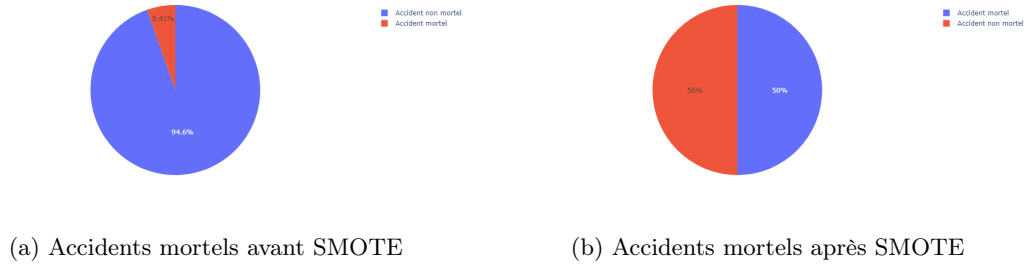 5.41%
94.6%
Accident non mortel
Accident mortel
(a) Accidents mortels avant SMOTE
50%
50%
Accident mortel
Accident non mortel
(b) Accidents mortels après SMOTE